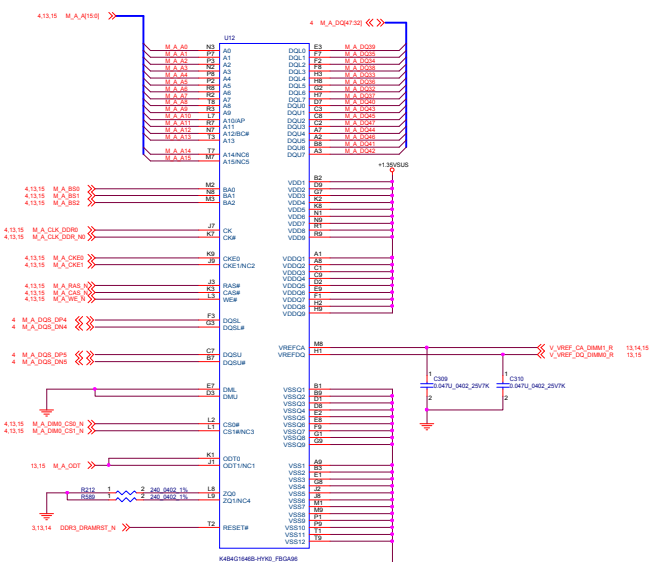 4,13,15 M_A_A[15:0]
4 M_A_DQ[47:32]
U12
M_A_A0 N3 A0 DQL0 E3 M_A_DQ39
M_A_A1 P7 A1 DQL1 F7 M_A_DQ35
M_A_A2 P3 A2 DQL2 F2 M_A_DQ34
M_A_A3 N2 A3 DQL3 F8 M_A_DQ38
M_A_A4 P8 A4 DQL4 H3 M_A_DQ33
M_A_A5 P2 A5 DQL5 H8 M_A_DQ36
M_A_A6 R8 A6 DQL6 G2 M_A_DQ32
M_A_A7 R2 A7 DQL7 H7 M_A_DQ37
M_A_A8 T8 A8 DQU0 D7 M_A_DQ40
M_A_A9 R3 A9 DQU1 C3 M_A_DQ43
M_A_A10 L7 A10/AP DQU2 C8 M_A_DQ45
M_A_A11 R7 A11 DQU3 C2 M_A_DQ47
M_A_A12 N7 A12/BC# DQU4 A7 M_A_DQ44
M_A_A13 T3 A13 DQU5 A2 M_A_DQ46
DQU6 B8 M_A_DQ41
M_A_A14 T7 A14/NC6 DQU7 A3 M_A_DQ42
M_A_A15 M7 A15/NC5
+1.35VSUS
4,13,15 M_A_BS0 M2 BA0
4,13,15 M_A_BS1 N8 BA1
4,13,15 M_A_BS2 M3 BA2
VDD1 B2
VDD2 D9
VDD3 G7
VDD4 K2
VDD5 K8
VDD6 N1
VDD7 N9
VDD8 R1
VDD9 R9
4,13,15 M_A_CLK_DDR0 J7 CK
4,13,15 M_A_CLK_DDR_N0 K7 CK#
4,13,15 M_A_CKE0 K9 CKE0
4,13,15 M_A_CKE1 J9 CKE1/NC2
VDDQ1 A1
VDDQ2 A8
VDDQ3 C1
VDDQ4 C9
VDDQ5 D2
VDDQ6 E9
VDDQ7 F1
VDDQ8 H2
VDDQ9 H9
4,13,15 M_A_RAS_N J3 RAS#
4,13,15 M_A_CAS_N K3 CAS#
4,13,15 M_A_WE_N L3 WE#
4 M_A_DQS_DP4 F3 DQSL
4 M_A_DQS_DN4 G3 DQSL#
4 M_A_DQS_DP5 C7 DQSU
4 M_A_DQS_DN5 B7 DQSU#
VREFCA M8 V_VREF_CA_DIMM1_R 13,14,15
VREFDQ H1 V_VREF_DQ_DIMM0_R 13,15
1 C309 1 C310
0.047U_0402_25V7K 0.047U_0402_25V7K
2 2
E7 DML
D3 DMU
VSSQ1 B1
VSSQ2 B9
VSSQ3 D1
VSSQ4 D8
VSSQ5 E2
VSSQ6 E8
VSSQ7 F9
VSSQ8 G1
VSSQ9 G9
4,13,15 M_A_DIM0_CS0_N L2 CS0#
4,13,15 M_A_DIM0_CS1_N L1 CS1#/NC3
K1 ODT0
13,15 M_A_ODT J1 ODT1/NC1
VSS1 A9
VSS2 B3
VSS3 E1
VSS4 G8
VSS5 J2
VSS6 J8
VSS7 M1
VSS8 M9
VSS9 P1
VSS10 P9
VSS11 T1
VSS12 T9
R212 1 2 240_0402_1% L8 ZQ0
R589 1 2 240_0402_1% L9 ZQ1/NC4
3,13,14 DDR3_DRAMRST_N T2 RESET#
K4B4G1646B-HYK0_FBGA96